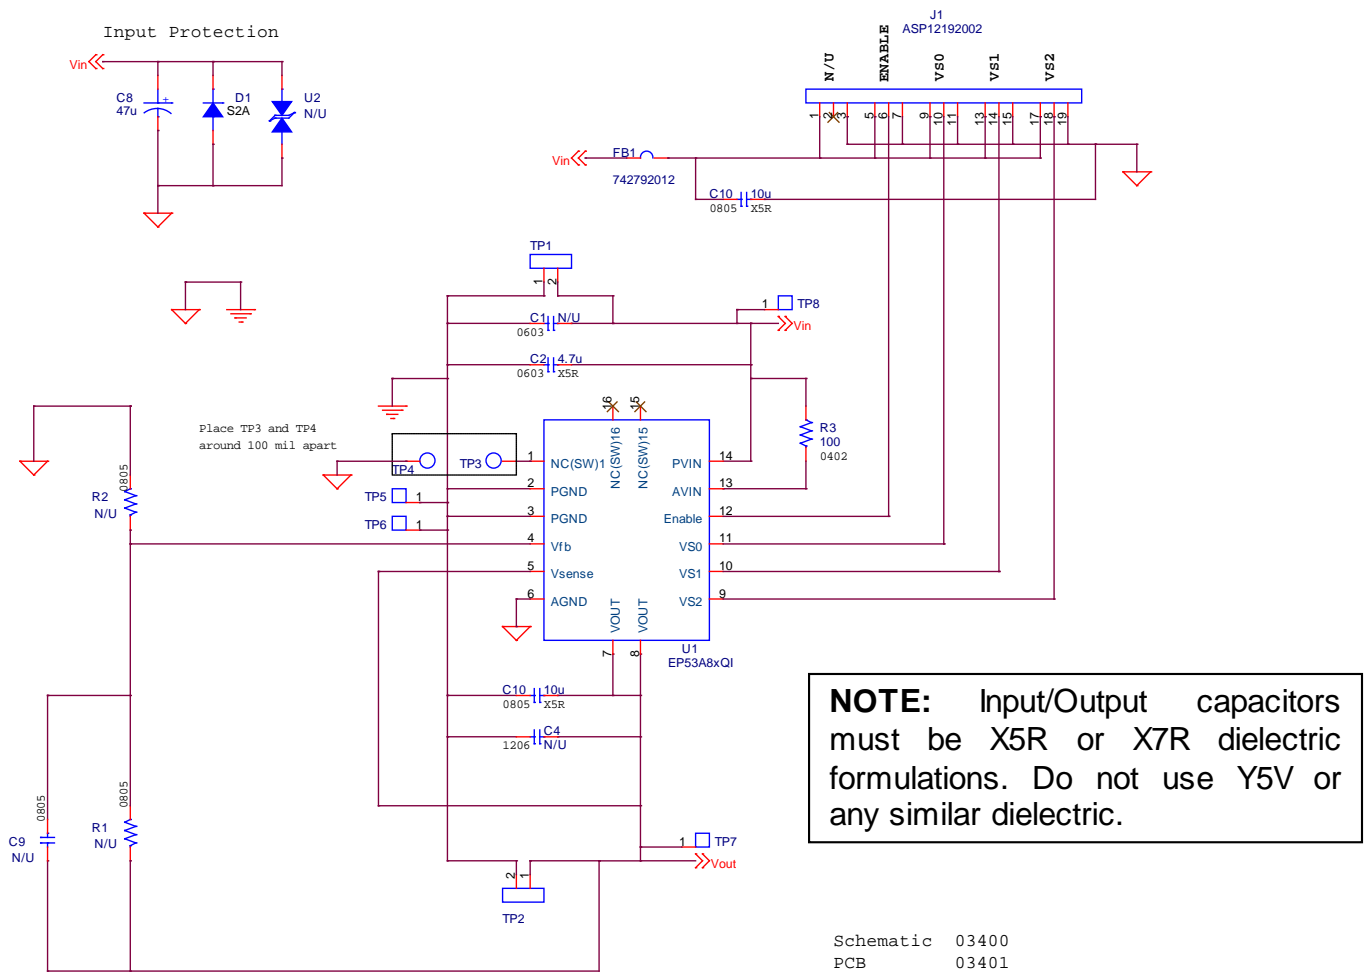 Input Protection
Vin
C8
47u
+
D1
S2A
U2
N/U
J1
ASP12192002
N/U
ENABLE
VS0
VS1
VS2
1
2
3
5
6
7
9
10
11
13
14
15
17
18
19
Vin
FB1
742792012
C10
10u
0805
X5R
TP1
1
2
1
TP8
Vin
C1
N/U
0603
C2
4.7u
0603
X5R
R3
100
0402
Place TP3 and TP4
around 100 mil apart
TP4
TP3
TP5
1
TP6
1
0805
R2
N/U
16
15
NC(SW)16
NC(SW)15
1
NC(SW)1
2
PGND
3
PGND
4
Vfb
5
Vsense
6
AGND
PVIN
14
AVIN
13
Enable
12
VS0
11
VS1
10
VS2
9
VOUT
VOUT
7
8
U1
EP53A8xQI
C10
10u
0805
X5R
C4
1206
N/U
0805
C9
N/U
0805
R1
N/U
1
TP7
Vout
2
1
TP2
NOTE: Input/Output capacitors
must be X5R or X7R dielectric
formulations. Do not use Y5V or
any similar dielectric.
Schematic 03400
PCB 03401